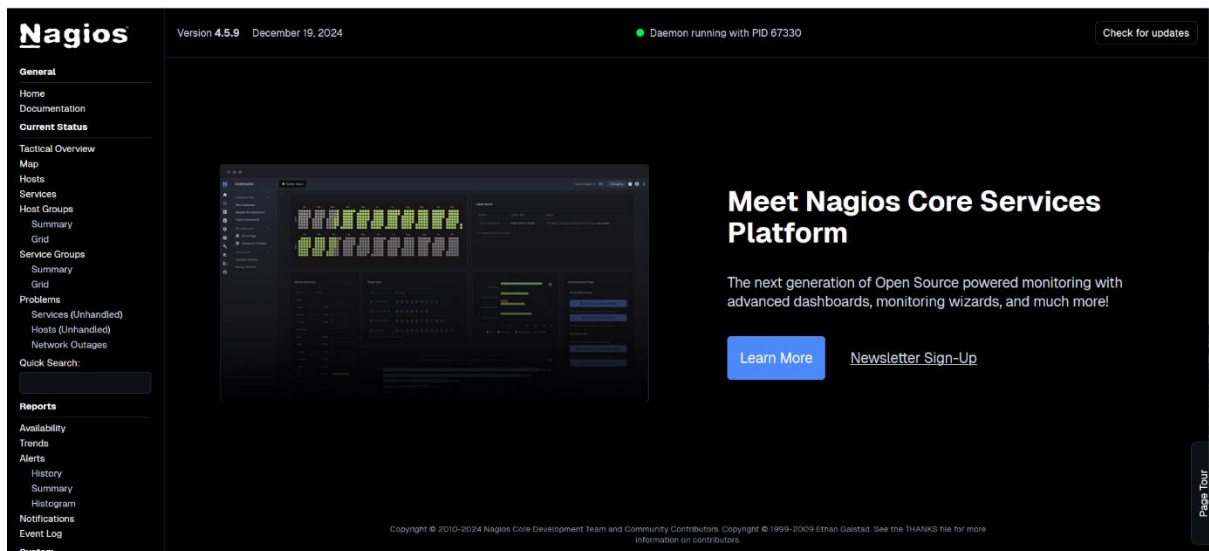 Nagios
General
Home
Documentation
Current Status
Tactical Overview
Map
Hosts
Services
Host Groups
Summary
Grid
Service Groups
Summary
Grid
Problems
Services (Unhandled)
Hosts (Unhandled)
Network Outages
Quick Search:
Reports
Availability
Trends
Alerts
History
Summary
Histogram
Notifications
Event Log
System
Version 4.5.9 December 19, 2024
Daemon running with PID 67330
Check for updates
Meet Nagios Core Services
Platform
The next generation of Open Source powered monitoring with
advanced dashboards, monitoring wizards, and much more!
Learn More
Newsletter Sign-Up
Page Tour
Copyright © 2010-2024 Nagios Core Development Team and Community Contributors. Copyright © 1999-2009 Ethan Galstad. See the THANKS file for more
information on contributors.